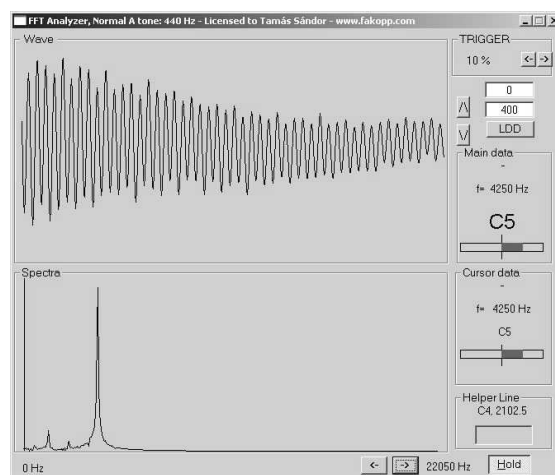 FFT Analyzer, Normal A tone: 440 Hz - Licensed to Tamás Sándor - www.fakopp.com
Wave
TRIGGER
10 %
<-
->
/\
0
400
\/
LDD
Main data
-
f= 4250 Hz
C5
Spectra
Cursor data
-
f= 4250 Hz
C5
Helper Line
C4, 2102.5
0 Hz
<-
->
22050 Hz
Hold